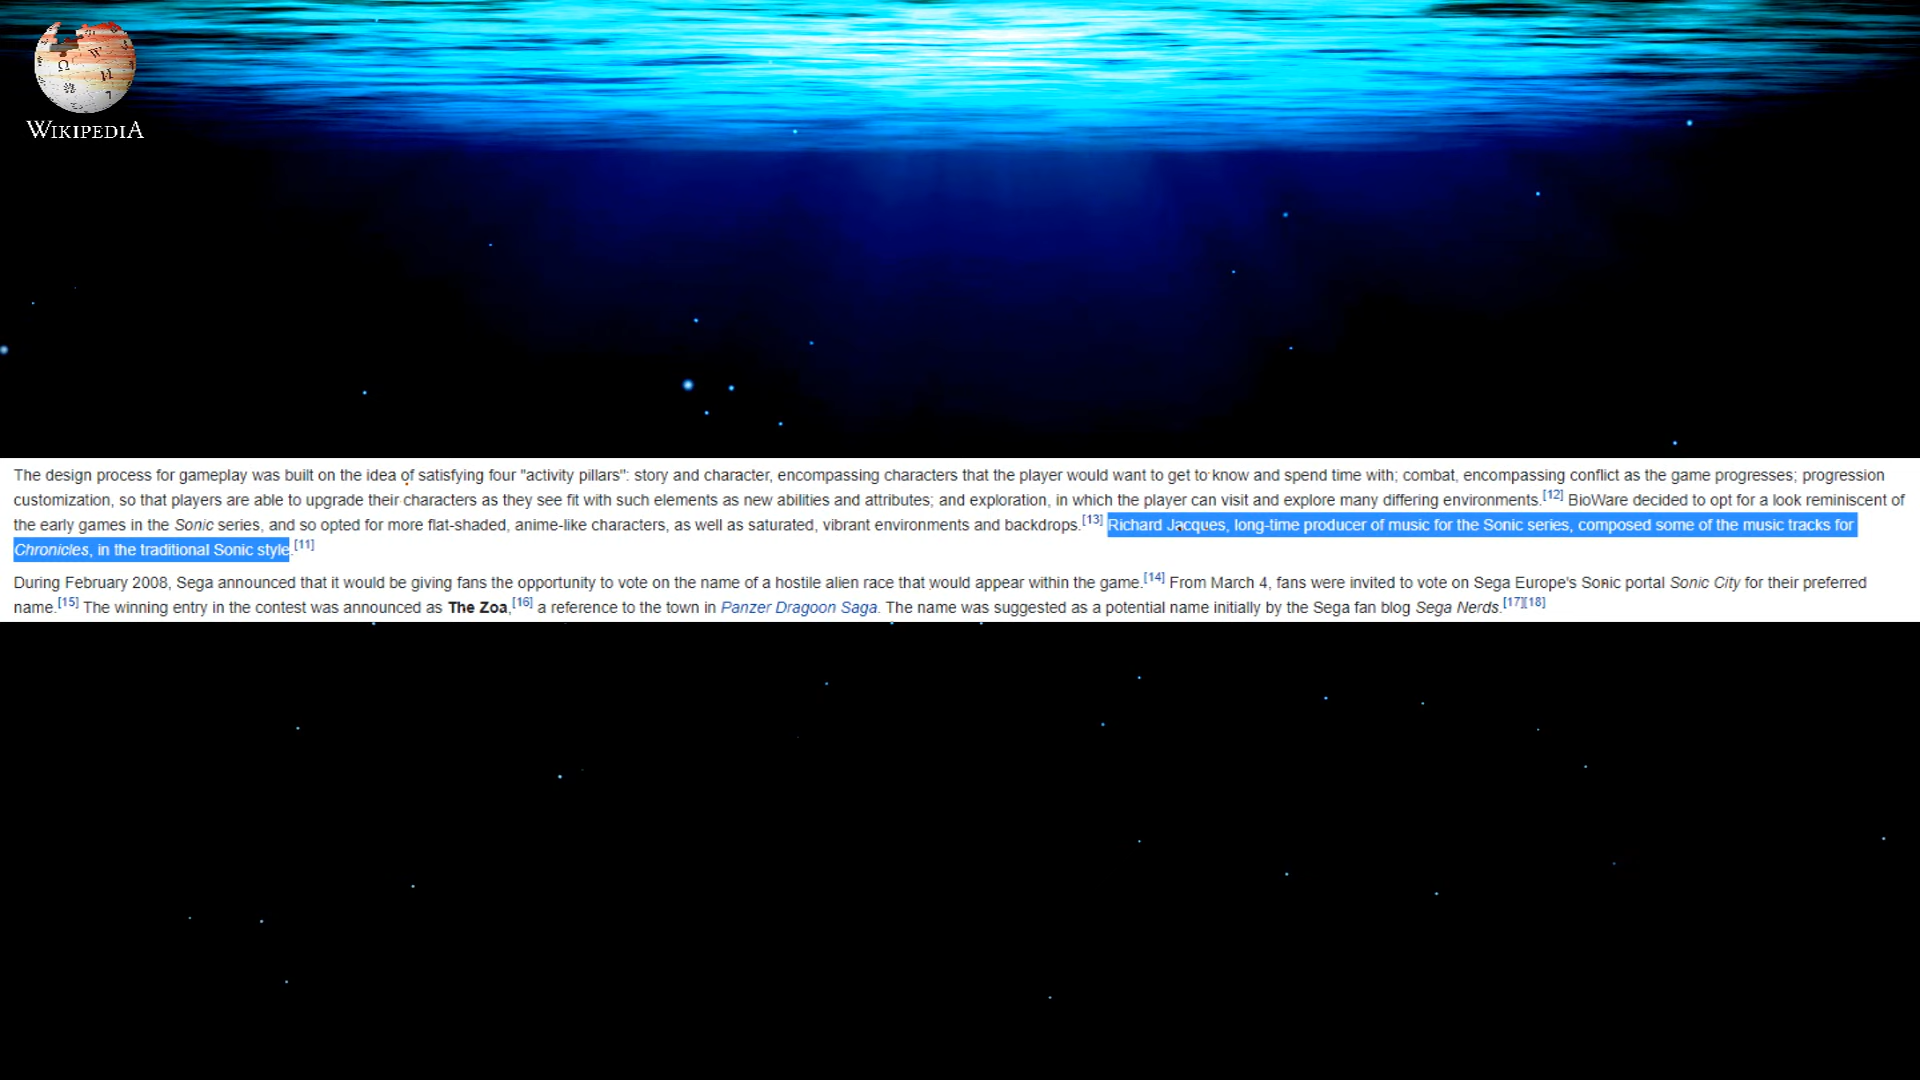 WIKIPEDIA
The design process for gameplay was built on the idea of satisfying four "activity pillars": story and character, encompassing characters that the player would want to get to know and spend time with; combat, encompassing conflict as the game progresses; progression
customization, so that players are able to upgrade their characters as they see fit with such elements as new abilities and attributes; and exploration, in which the player can visit and explore many differing environments.[12] BioWare decided to opt for a look reminiscent of
the early games in the Sonic series, and so opted for more flat-shaded, anime-like characters, as well as saturated, vibrant environments and backdrops.[13] Richard Jacques, long-time producer of music for the Sonic series, composed some of the music tracks for
Chronicles, in the traditional Sonic style.[11]
During February 2008, Sega announced that it would be giving fans the opportunity to vote on the name of a hostile alien race that would appear within the game.[14] From March 4, fans were invited to vote on Sega Europe's Sonic portal Sonic City for their preferred
name.[15] The winning entry in the contest was announced as The Zoa,[16] a reference to the town in Panzer Dragoon Saga. The name was suggested as a potential name initially by the Sega fan blog Sega Nerds.[17][18]